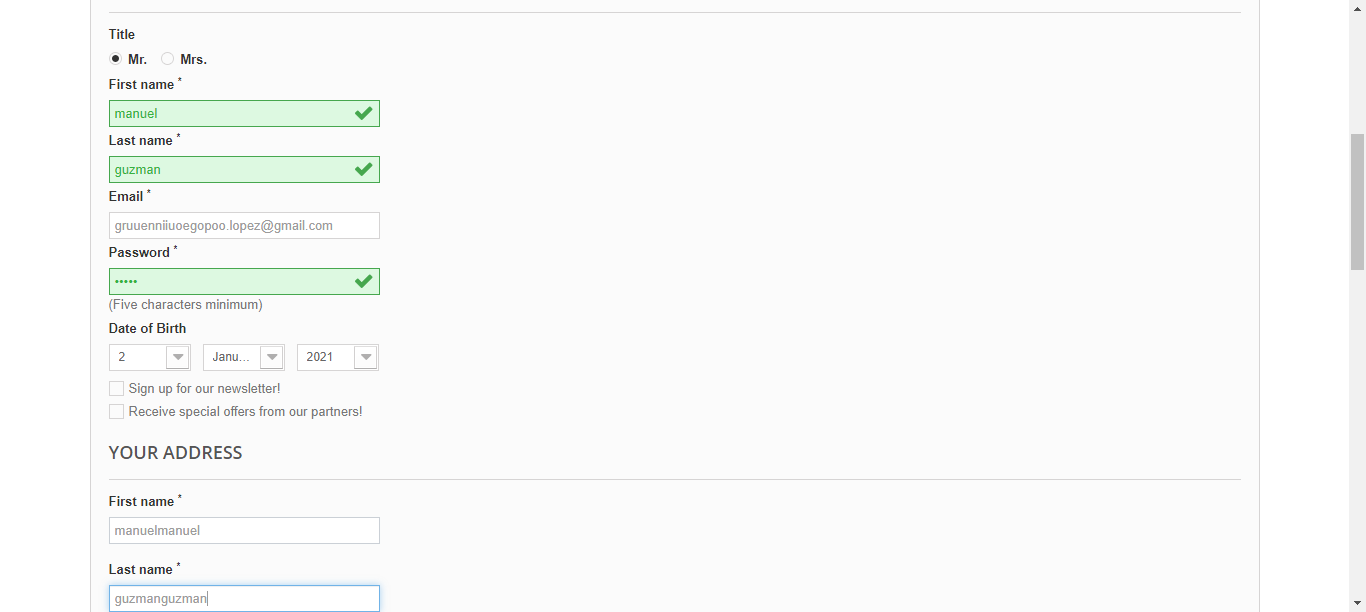 Title
Mr. Mrs.
First name *
manuel
Last name *
guzman
Email *
gruuenniiuoegopoo.lopez@gmail.com
Password *
•••••
(Five characters minimum)
Date of Birth
2 Janu... 2021
Sign up for our newsletter!
Receive special offers from our partners!
YOUR ADDRESS
First name *
manuelmanuel
Last name *
guzmanguzman